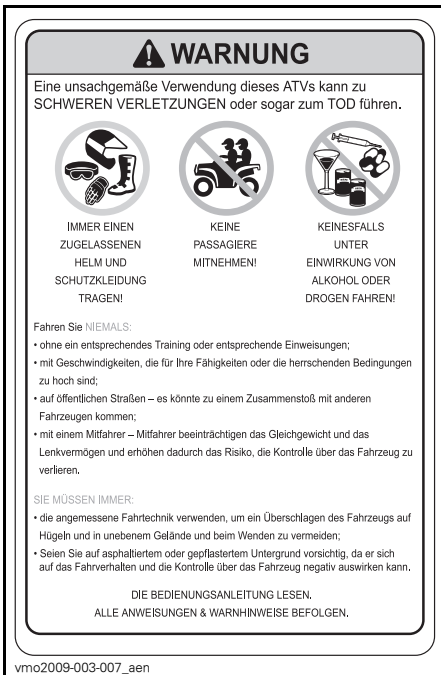 WARNUNG
Eine unsachgemäße Verwendung dieses ATVs kann zu
SCHWEREN VERLETZUNGEN oder sogar zum TOD führen.
IMMER EINEN
ZUGELASSENEN
HELM UND
SCHUTZKLEIDUNG
TRAGEN!
KEINE
PASSAGIERE
MITNEHMEN!
KEINESFALLS
UNTER
EINWIRKUNG VON
ALKOHOL ODER
DROGEN FAHREN!
Fahren Sie NIEMALS:
• ohne ein entsprechendes Training oder entsprechende Einweisungen;
• mit Geschwindigkeiten, die für Ihre Fähigkeiten oder die herrschenden Bedingungen
zu hoch sind;
• auf öffentlichen Straßen – es könnte zu einem Zusammenstoß mit anderen
Fahrzeugen kommen;
• mit einem Mitfahrer – Mitfahrer beeinträchtigen das Gleichgewicht und das
Lenkvermögen und erhöhen dadurch das Risiko, die Kontrolle über das Fahrzeug zu
verlieren.
SIE MÜSSEN IMMER:
• die angemessene Fahrtechnik verwenden, um ein Überschlagen des Fahrzeugs auf
Hügeln und in unebenem Gelände und beim Wenden zu vermeiden;
• Seien Sie auf asphaltiertem oder gepflastertem Untergrund vorsichtig, da er sich
auf das Fahrverhalten und die Kontrolle über das Fahrzeug negativ auswirken kann.
DIE BEDIENUNGSANLEITUNG LESEN.
ALLE ANWEISUNGEN & WARNHINWEISE BEFOLGEN.
vmo2009-003-007_aen